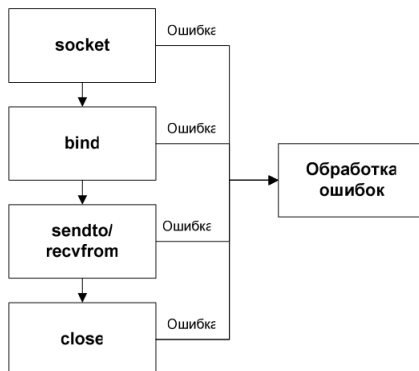 socket
Ошибка
bind
Ошибка
Обработка
ошибок
sendto/
recvfrom
Ошибка
close
Ошибка